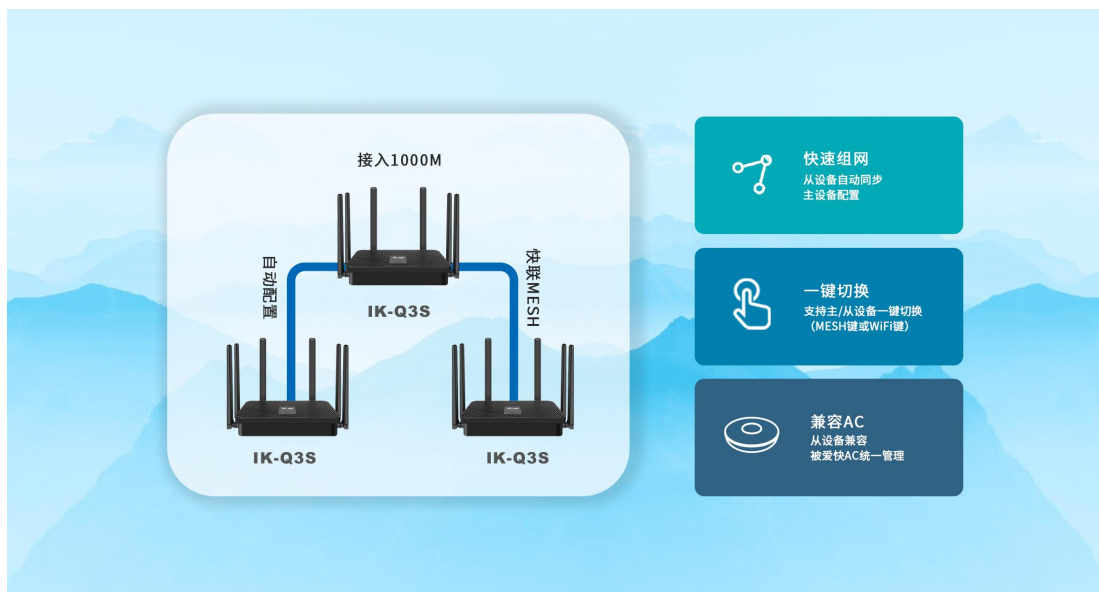 接入1000M
自动配置
快联MESH
IK-Q3S
IK-Q3S
IK-Q3S
快速组网
从设备自动同步
主设备配置
一键切换
支持主/从设备一键切换
（MESH键或WiFi键）
兼容AC
从设备兼容
被爱快AC统一管理